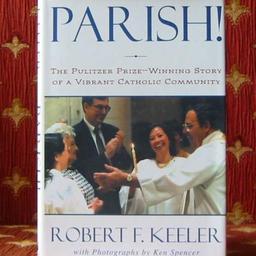 PARISH!
THE PULITZER PRIZE–WINNING STORY
OF A VIBRANT CATHOLIC COMMUNITY
ROBERT F. KEELER
with Photographs by Ken Spencer